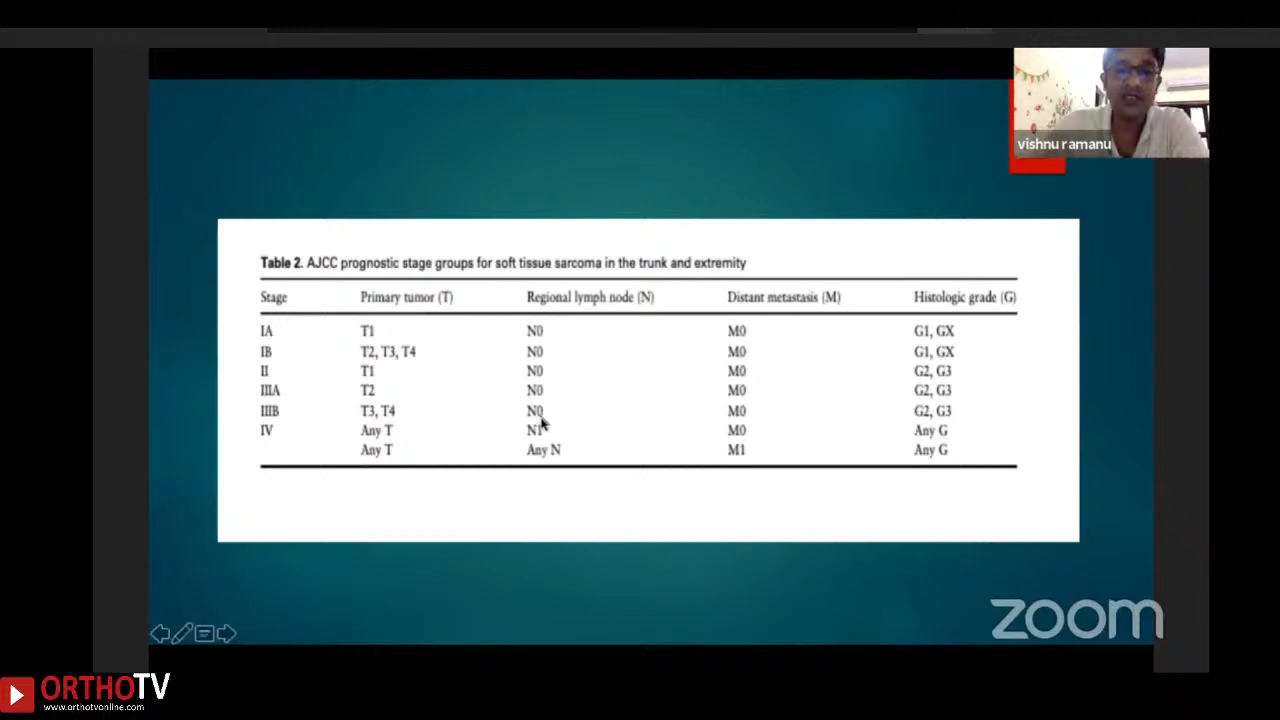 vishnu ramanu
Table 2. AJCC prognostic stage groups for soft tissue sarcoma in the trunk and extremity
Stage Primary tumor (T) Regional lymph node (N) Distant metastasis (M) Histologic grade (G)
IA T1 N0 M0 G1, GX
IB T2, T3, T4 N0 M0 G1, GX
II T1 N0 M0 G2, G3
IIIA T2 N0 M0 G2, G3
IIIB T3, T4 N0 M0 G2, G3
IV Any T N1 M0 Any G
Any T Any N M1 Any G
zoom
ORTHOTV
www.orthotvonline.com